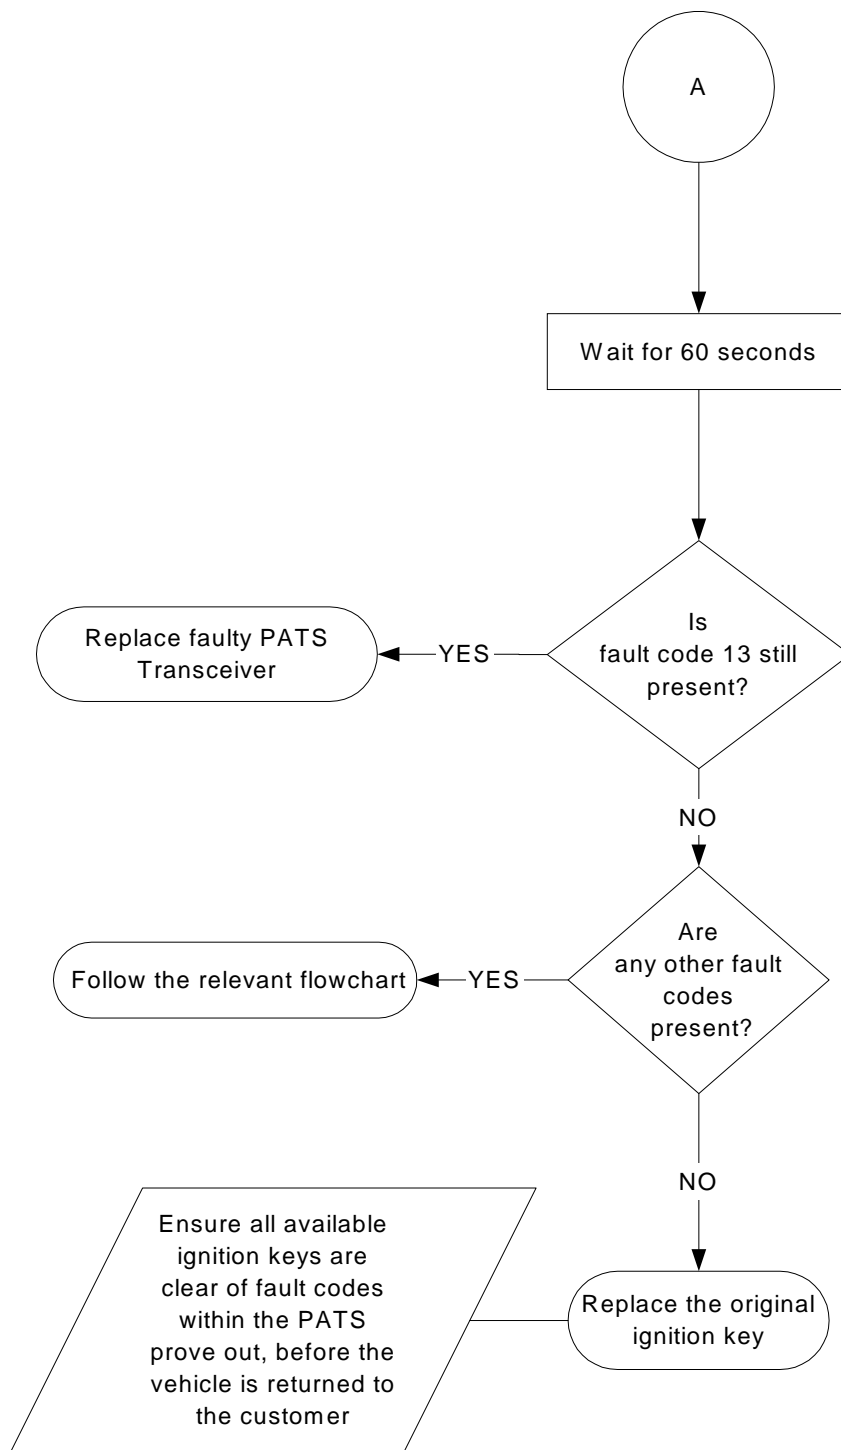 A
Wait for 60 seconds
Is
fault code 13 still
present?
YES
Replace faulty PATS
Transceiver
NO
Are
any other fault
codes
present?
YES
Follow the relevant flowchart
NO
Replace the original
ignition key
Ensure all available
ignition keys are
clear of fault codes
within the PATS
prove out, before the
vehicle is returned to
the customer